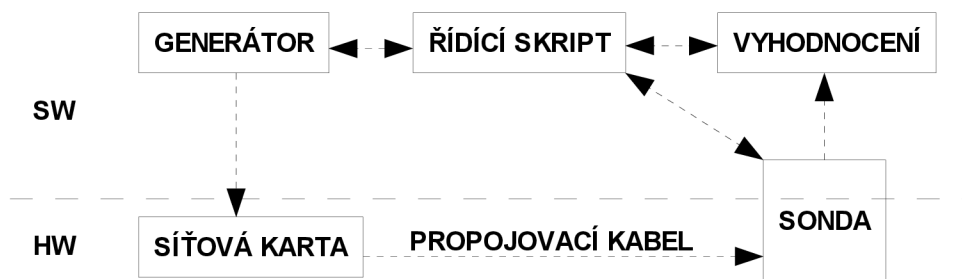 GENERÁTOR
ŘÍDÍCÍ SKRIPT
VYHODNOCENÍ
SW
HW
SÍŤOVÁ KARTA
PROPOJOVACÍ KABEL
SONDA